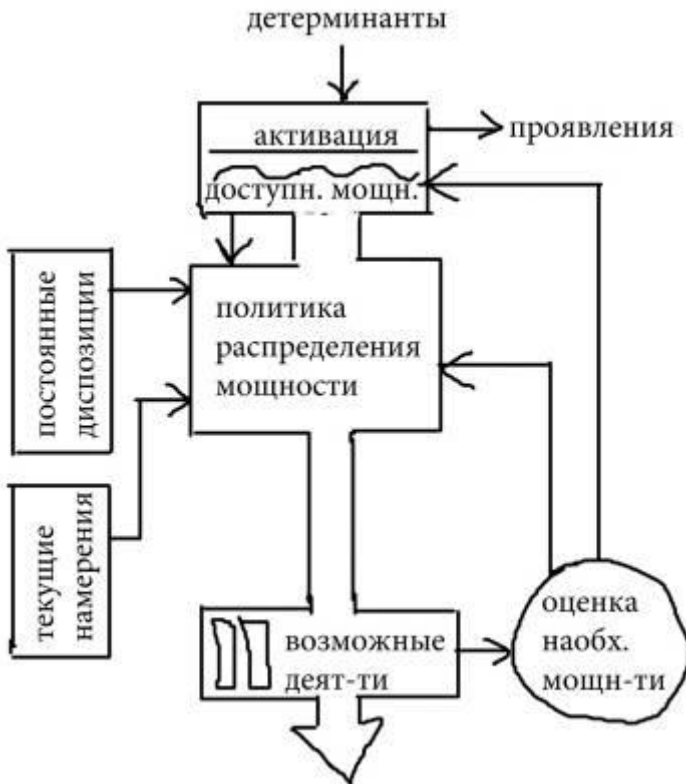 детерминанты
активация
проявления
доступн. мощн.
постоянные
диспозиции
политика
распределения
мощности
текущие
намерения
возможные
деят-ти
оценка
наобх.
мощн-ти